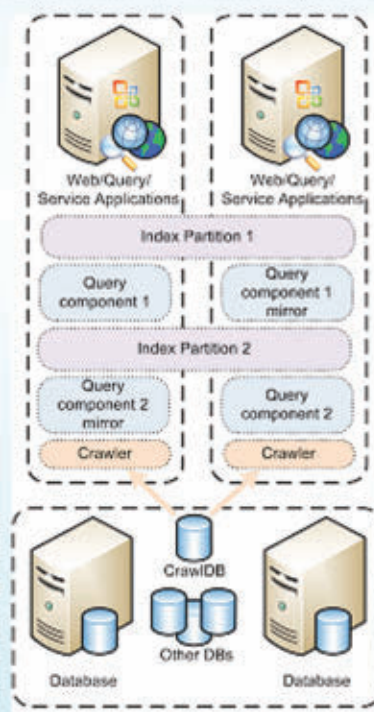 Web/Query/
Service Applications
Web/Query/
Service Applications
Index Partition 1
Query
component 1
Query
component 1
mirror
Index Partition 2
Query
component 2
mirror
Query
component 2
Crawler
Crawler
CrawlDB
Other DBs
Database
Database